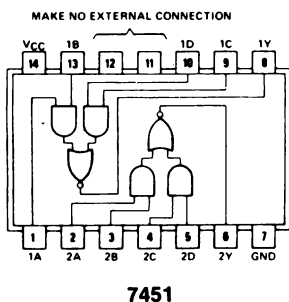 MAKE NO EXTERNAL CONNECTION
VCC 1B 1D 1C 1Y
14 13 12 11 10 9 8
1 2 3 4 5 6 7
1A 2A 2B 2C 2D 2Y GND
7451